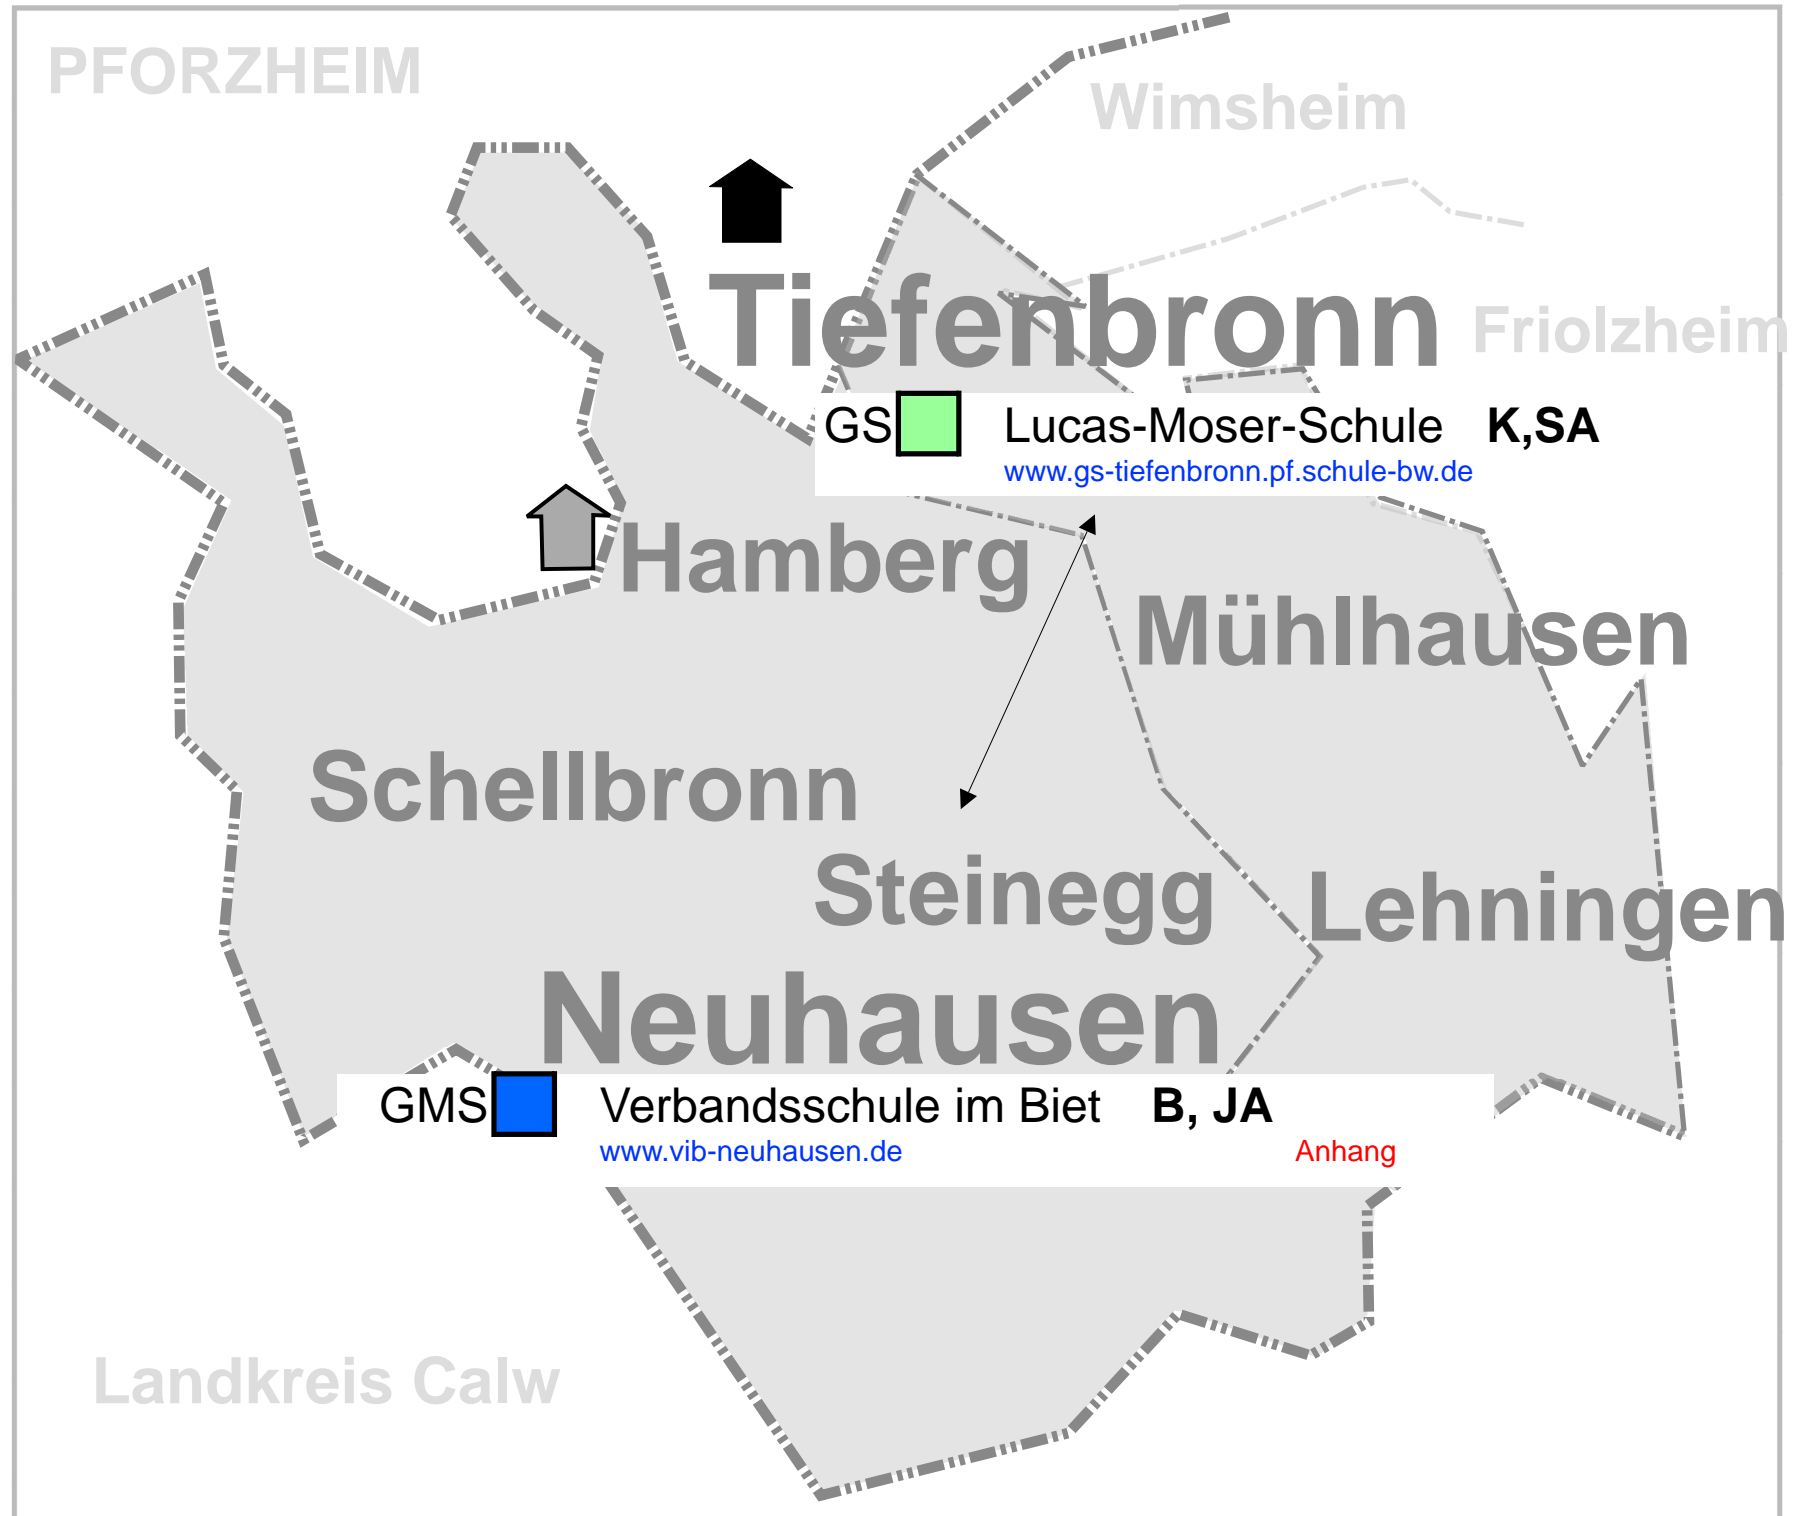 PFORZHEIM
Wimsheim
Tiefenbronn
Friolzheim
GS Lucas-Moser-Schule K,SA
www.gs-tiefenbronn.pf.schule-bw.de
Hamberg
Mühlhausen
Schellbronn
Steinegg
Lehningen
Neuhausen
GMS Verbandsschule im Biet B, JA
www.vib-neuhausen.de Anhang
Landkreis Calw